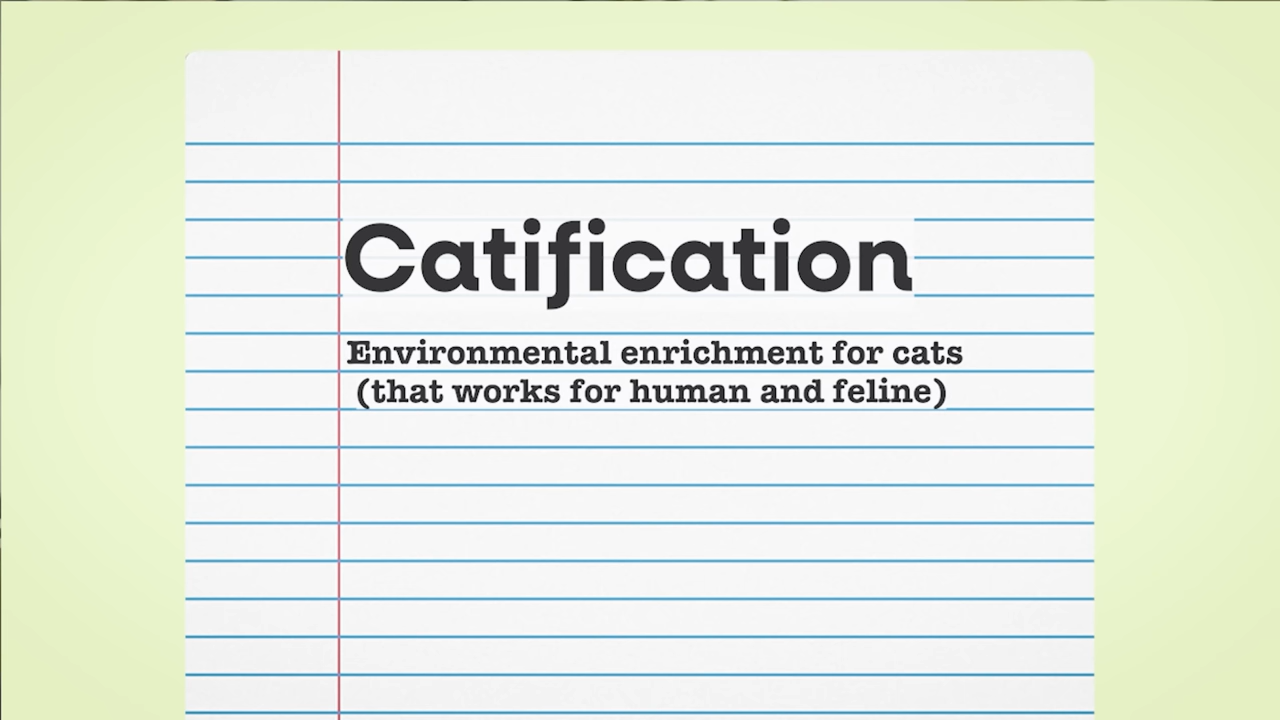 Catification
Environmental enrichment for cats
(that works for human and feline)